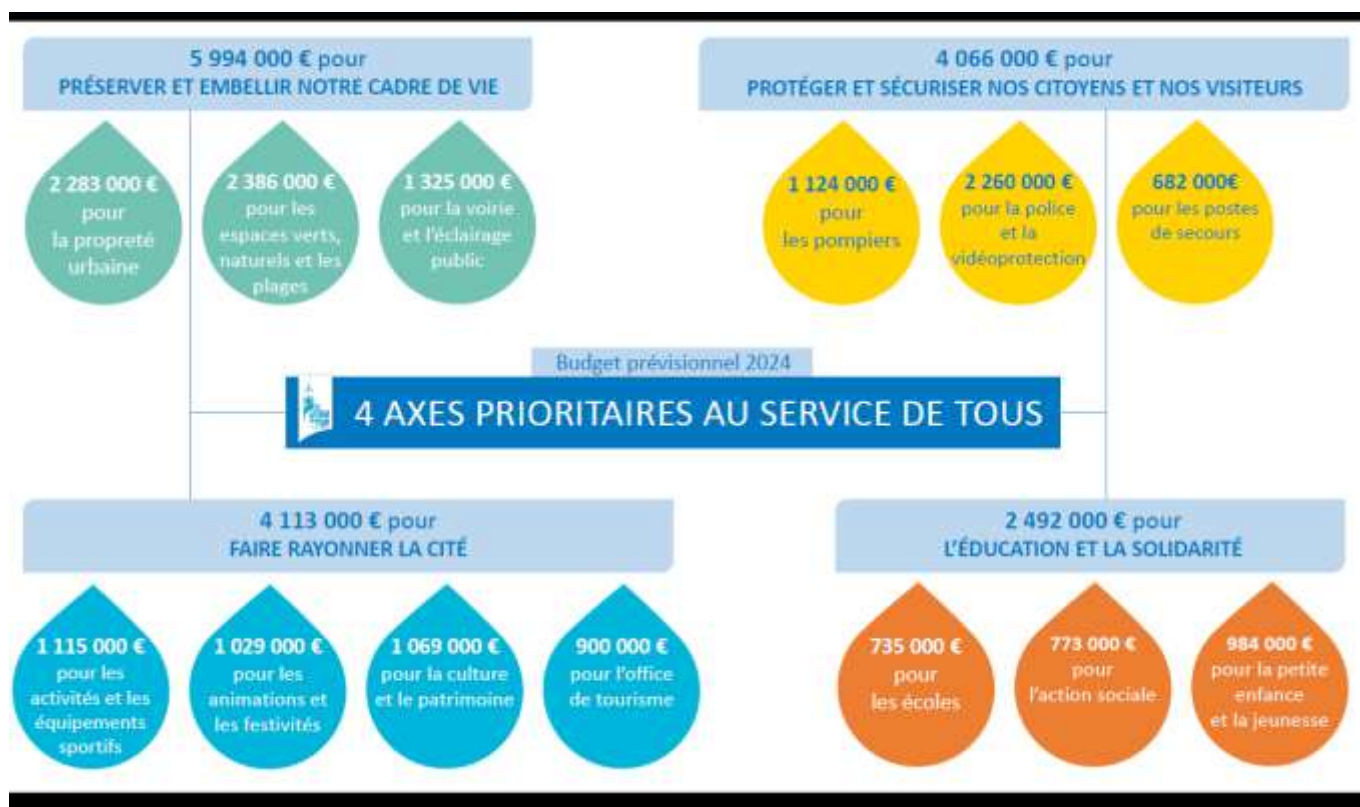 5 994 000 € pour
PRÉSERVER ET EMBELLIR NOTRE CADRE DE VIE
2 283 000 €
pour
la propreté
urbaine
2 386 000 €
pour les
espaces verts,
naturels et les
plages
1 325 000 €
pour la voirie
et l'éclairage
public
4 066 000 € pour
PROTÉGER ET SÉCURISER NOS CITOYENS ET NOS VISITEURS
1 124 000 €
pour
les pompiers
2 260 000 €
pour la police
et la
vidéoprotection
682 000€
pour les postes
de secours
Budget prévisionnel 2024
4 AXES PRIORITAIRES AU SERVICE DE TOUS
4 113 000 € pour
FAIRE RAYONNER LA CITÉ
1 115 000 €
pour les
activités et les
équipements
sportifs
1 029 000 €
pour les
animations et
les festivités
1 069 000 €
pour la culture
et le patrimoine
900 000 €
pour l'office
de tourisme
2 492 000 € pour
L'ÉDUCATION ET LA SOLIDARITÉ
735 000 €
pour
les écoles
773 000 €
pour
l'action sociale
984 000 €
pour la petite
enfance
et la jeunesse